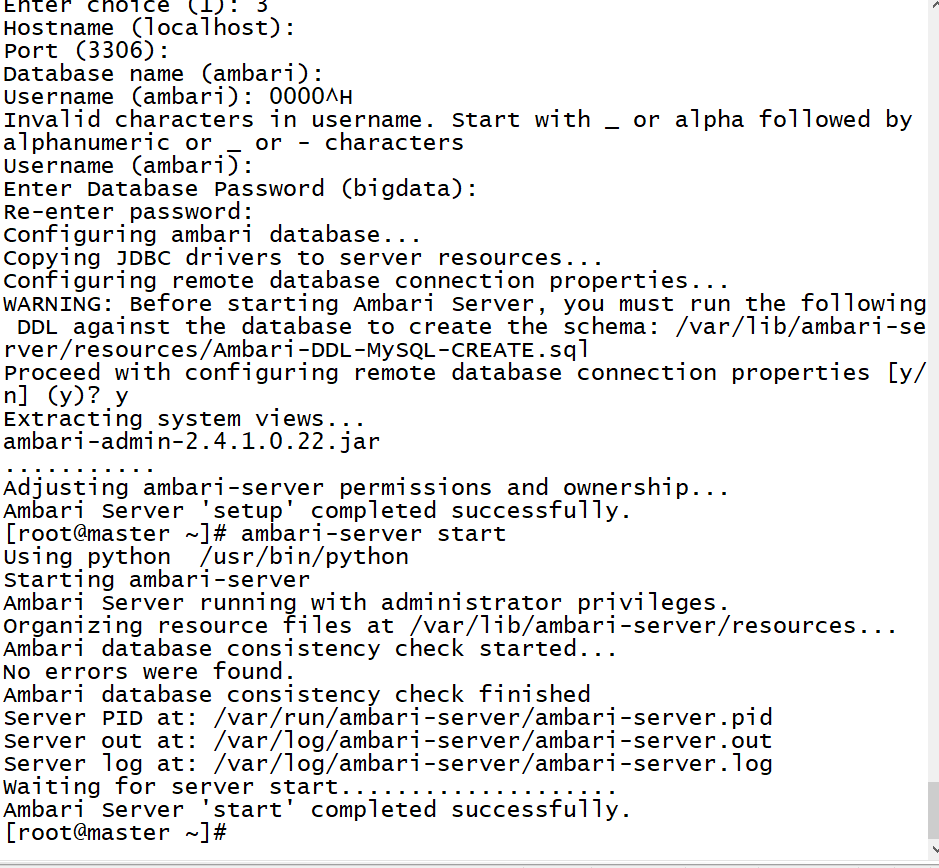 Enter choice (1): 3
Hostname (localhost):
Port (3306):
Database name (ambari):
Username (ambari): 0000^H
Invalid characters in username. Start with _ or alpha followed by
alphanumeric or _ or - characters
Username (ambari):
Enter Database Password (bigdata):
Re-enter password:
Configuring ambari database...
Copying JDBC drivers to server resources...
Configuring remote database connection properties...
WARNING: Before starting Ambari Server, you must run the following
 DDL against the database to create the schema: /var/lib/ambari-se
rver/resources/Ambari-DDL-MySQL-CREATE.sql
Proceed with configuring remote database connection properties [y/
n] (y)? y
Extracting system views...
ambari-admin-2.4.1.0.22.jar
...........
Adjusting ambari-server permissions and ownership...
Ambari Server 'setup' completed successfully.
[root@master ~]# ambari-server start
Using python  /usr/bin/python
Starting ambari-server
Ambari Server running with administrator privileges.
Organizing resource files at /var/lib/ambari-server/resources...
Ambari database consistency check started...
No errors were found.
Ambari database consistency check finished
Server PID at: /var/run/ambari-server/ambari-server.pid
Server out at: /var/log/ambari-server/ambari-server.out
Server log at: /var/log/ambari-server/ambari-server.log
Waiting for server start....................
Ambari Server 'start' completed successfully.
[root@master ~]#